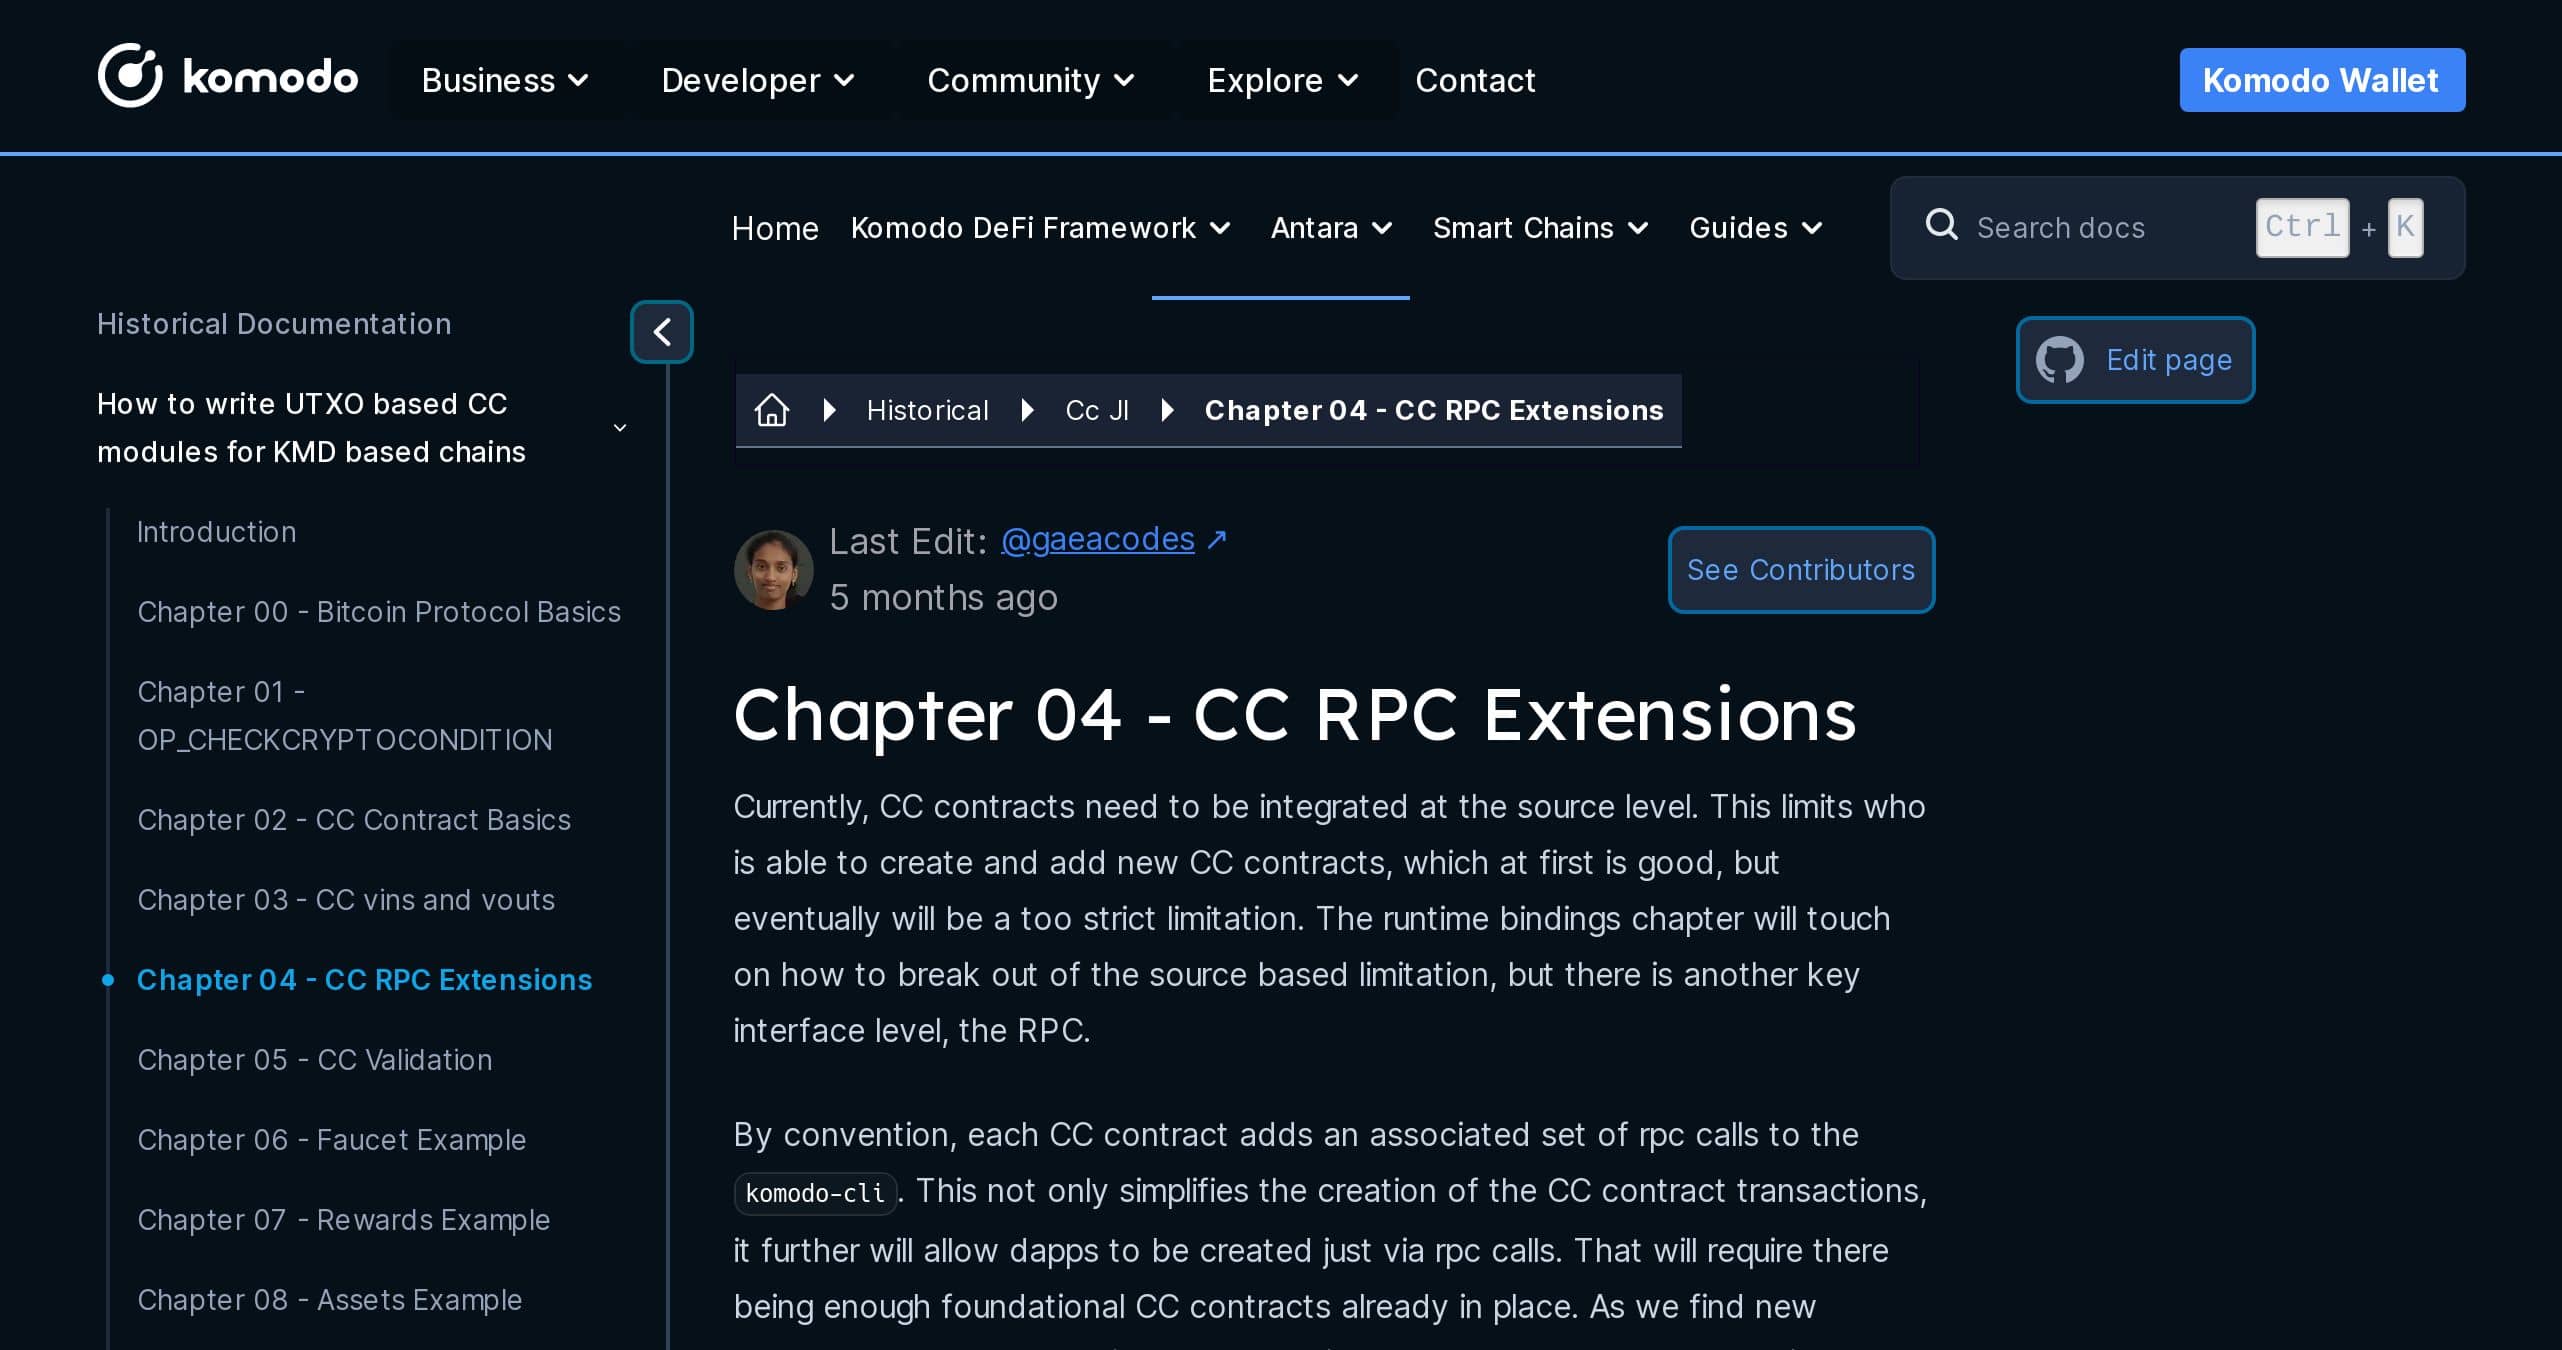 komodo Business Developer Community Explore Contact Komodo Wallet
Home Komodo DeFi Framework Antara Smart Chains Guides Search docs Ctrl + K
Historical Documentation
How to write UTXO based CC
modules for KMD based chains
Introduction
Chapter 00 - Bitcoin Protocol Basics
Chapter 01 -
OP_CHECKCRYPTOCONDITION
Chapter 02 - CC Contract Basics
Chapter 03 - CC vins and vouts
Chapter 04 - CC RPC Extensions
Chapter 05 - CC Validation
Chapter 06 - Faucet Example
Chapter 07 - Rewards Example
Chapter 08 - Assets Example
Historical Cc Jl Chapter 04 - CC RPC Extensions
Edit page
Last Edit: @gaeacodes ↗
5 months ago
See Contributors
Chapter 04 - CC RPC Extensions
Currently, CC contracts need to be integrated at the source level. This limits who
is able to create and add new CC contracts, which at first is good, but
eventually will be a too strict limitation. The runtime bindings chapter will touch
on how to break out of the source based limitation, but there is another key
interface level, the RPC.
By convention, each CC contract adds an associated set of rpc calls to the
komodo-cli. This not only simplifies the creation of the CC contract transactions,
it further will allow dapps to be created just via rpc calls. That will require there
being enough foundational CC contracts already in place. As we find new